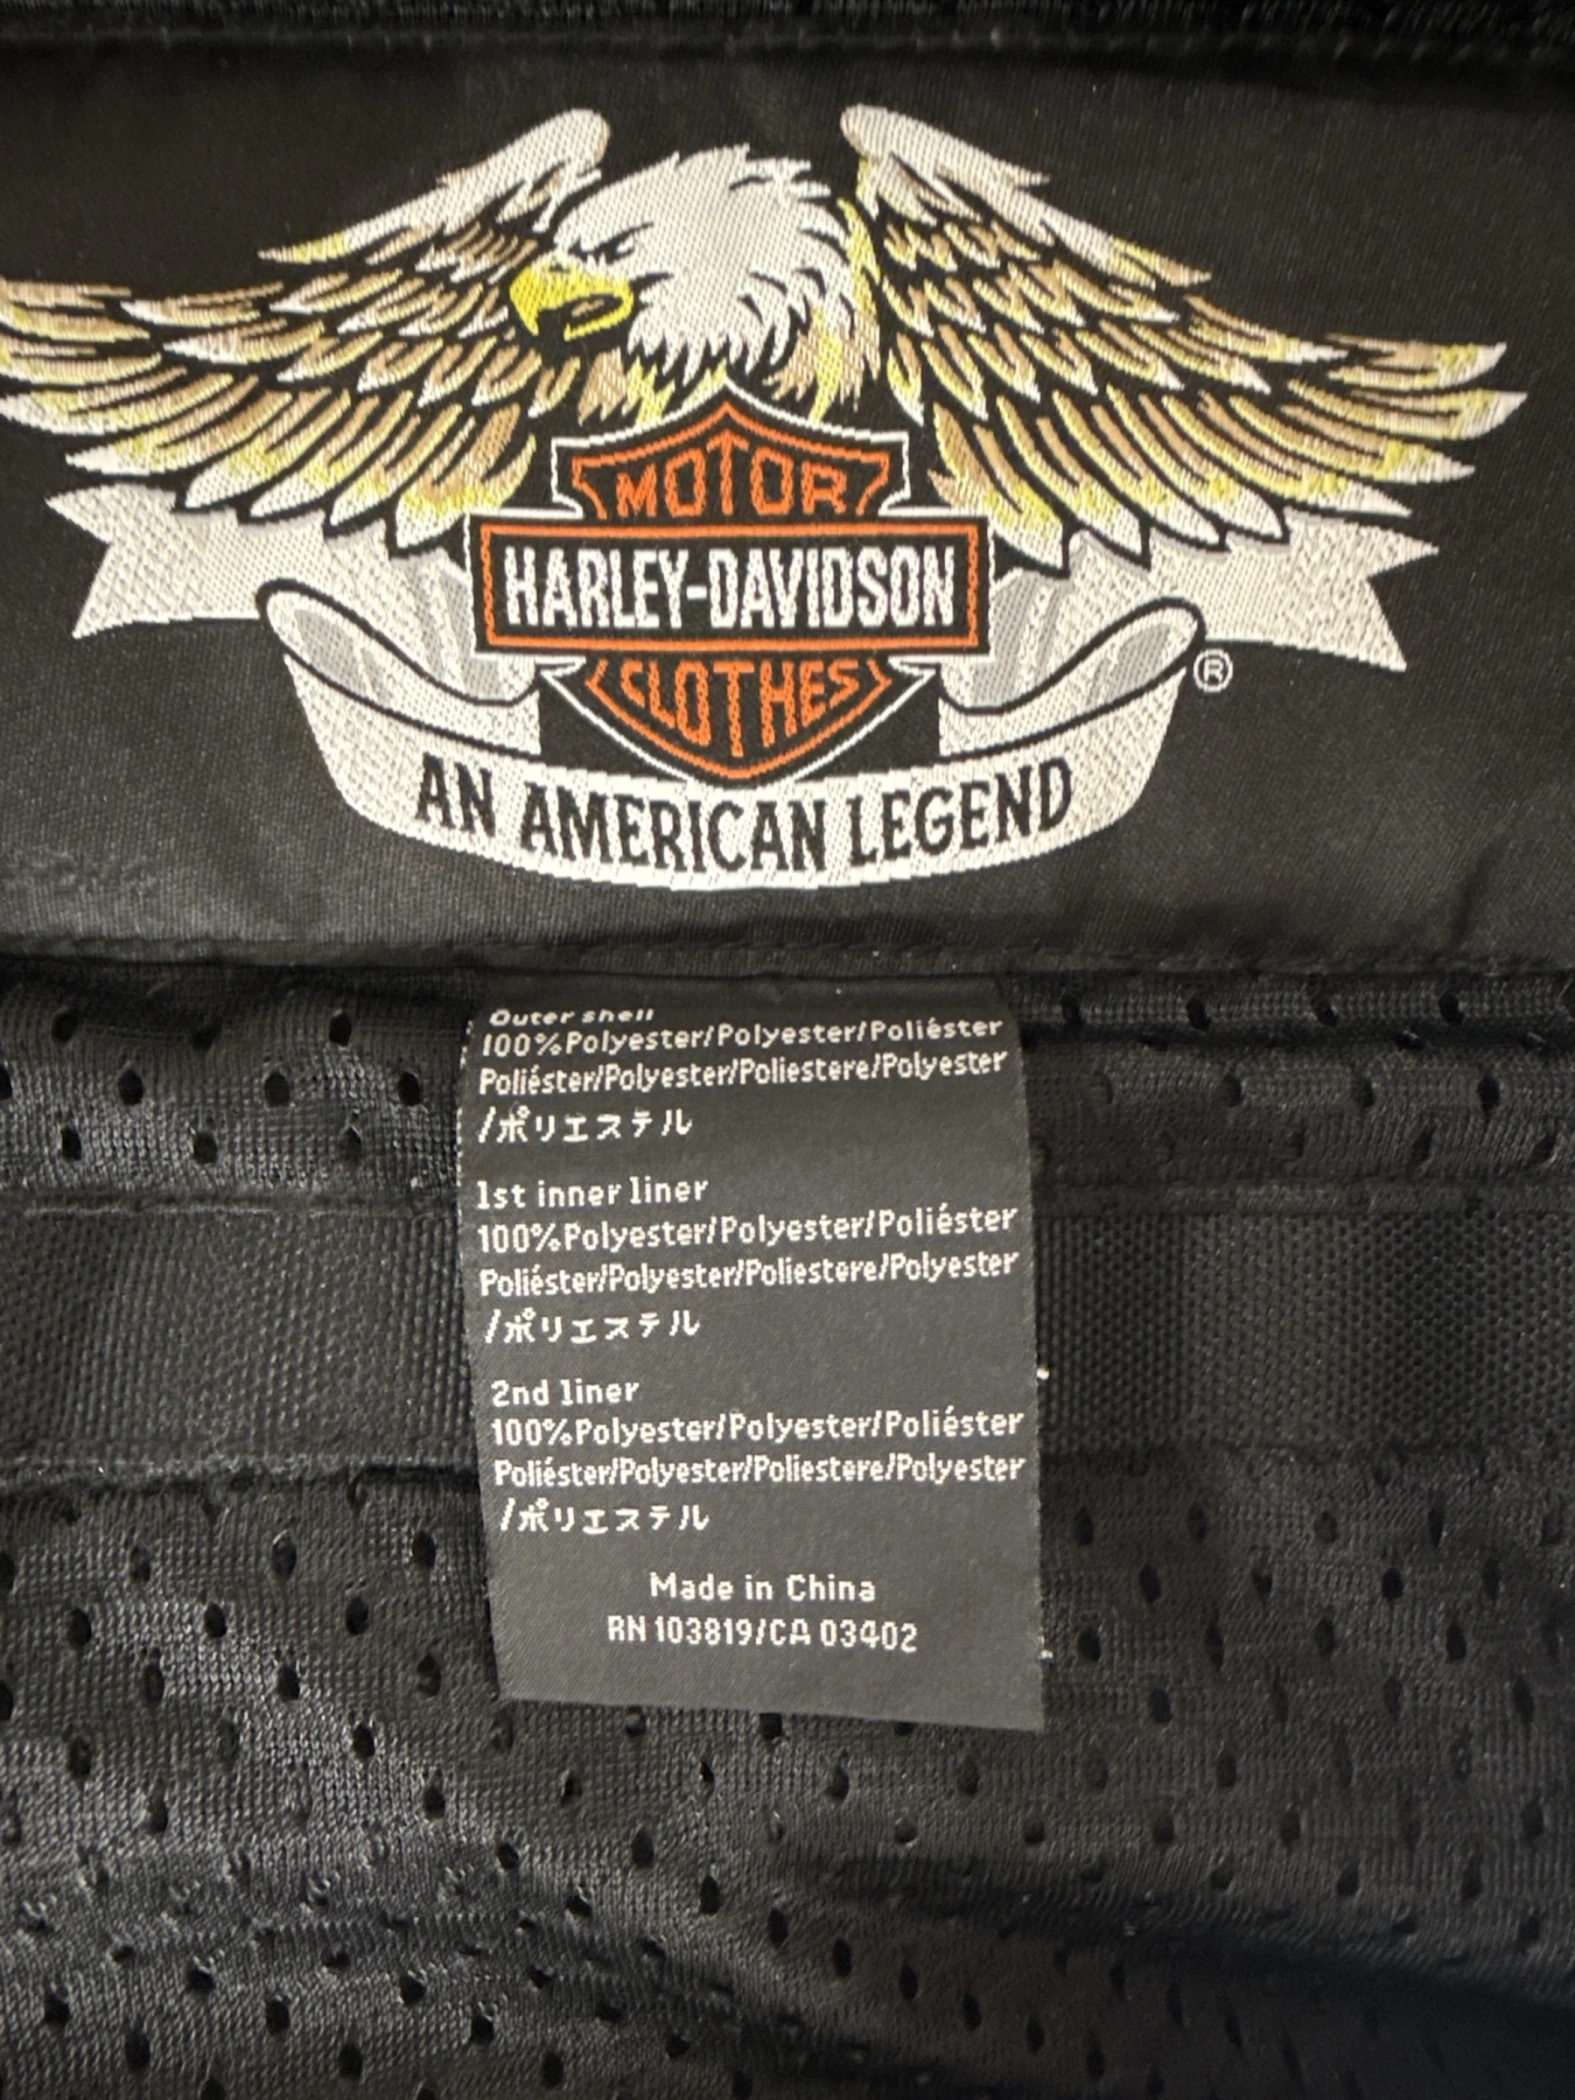 MOTOR
HARLEY-DAVIDSON
CLOTHES
®
AN AMERICAN LEGEND
Outer shell
100%Polyester/Polyester/Poliéster
Poliéster/Polyester/Poliestere/Polyester
/ポリエステル
1st inner liner
100%Polyester/Polyester/Poliéster
Poliéster/Polyester/Poliestere/Polyester
/ポリエステル
2nd liner
100%Polyester/Polyester/Poliéster
Poliéster/Polyester/Poliestere/Polyester
/ポリエステル
Made in China
RN 103819/CA 03402